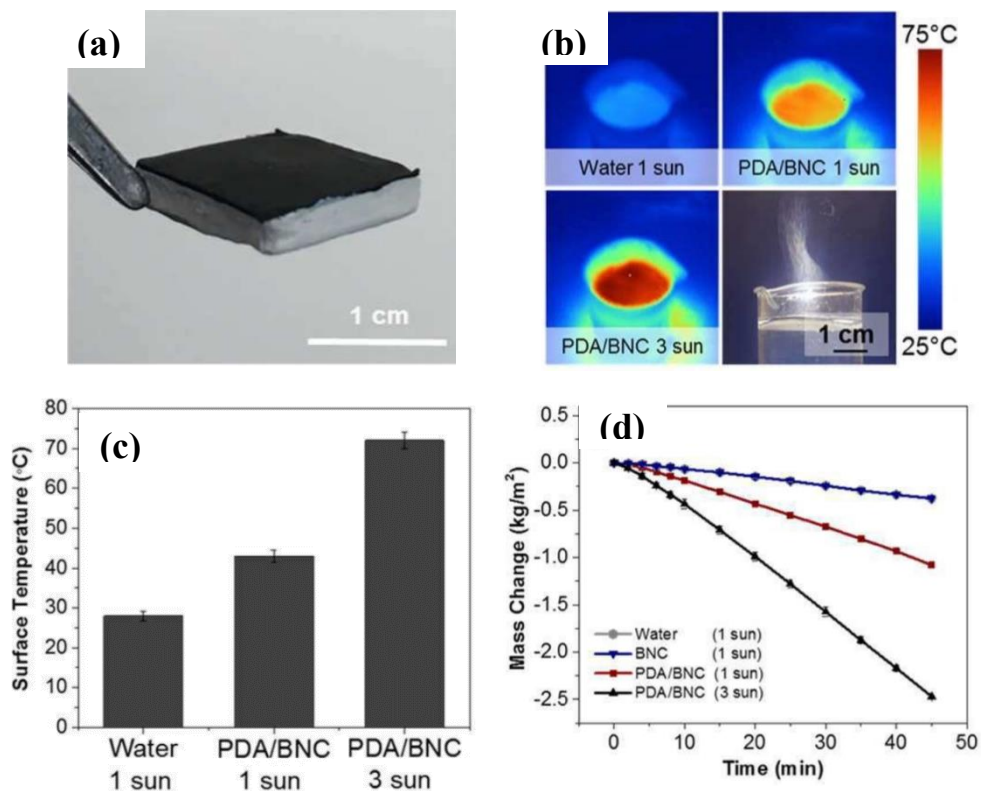 (a)
1 cm
(b)
75°C
Water 1 sun
PDA/BNC 1 sun
PDA/BNC 3 sun
1 cm
25°C
(c)
Surface Temperature (°C)
80
70
60
50
40
30
20
10
0
Water
1 sun
PDA/BNC
1 sun
PDA/BNC
3 sun
(d)
Mass Change (kg/m²)
0.5
0.0
-0.5
-1.0
-1.5
-2.0
-2.5
Water (1 sun)
BNC (1 sun)
PDA/BNC (1 sun)
PDA/BNC (3 sun)
0 10 20 30 40 50
Time (min)